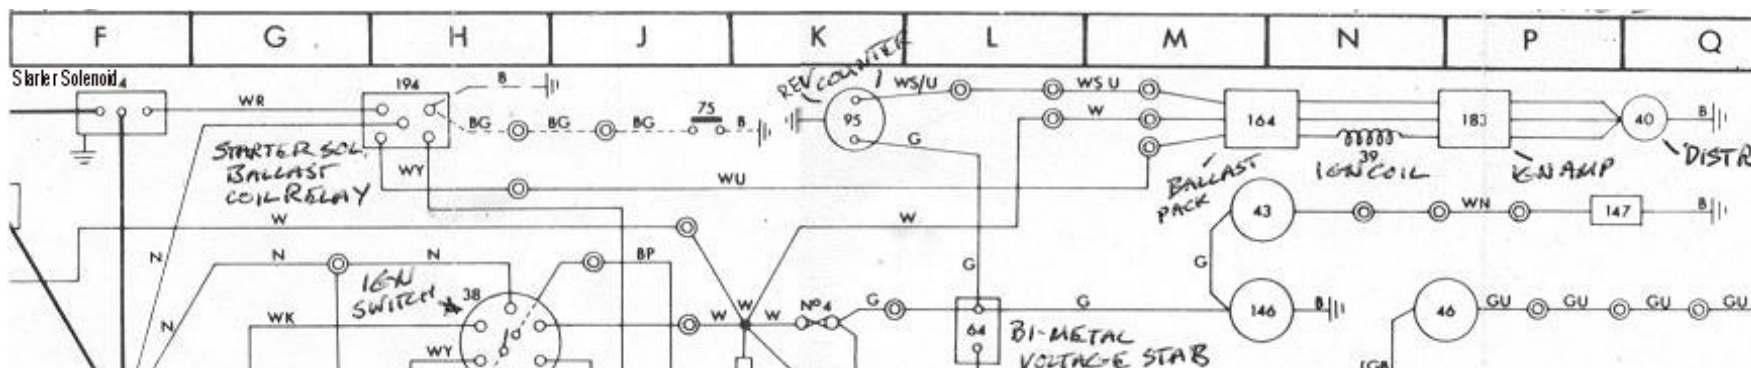 F G H J K L M N P Q
Starter Solenoid 4
194
B
REV COUNTER
WS/U
WS U
WR
BG
BG
BG
75
B
95
W
164
183
40
B
G
STARTER SOL.
BALLAST
COIL RELAY
WY
WU
BALLAST
PACK
39
IGN COIL
IGN AMP
DISTR
W
W
43
WN
147
B
N
N
N
BP
G
G
IGN
SWITCH
38
WK
W
W
W
Nº4
G
G
146
B
46
GU
GU
GU
GU
N
WY
64
BI-METAL
VOLTAGE STAB